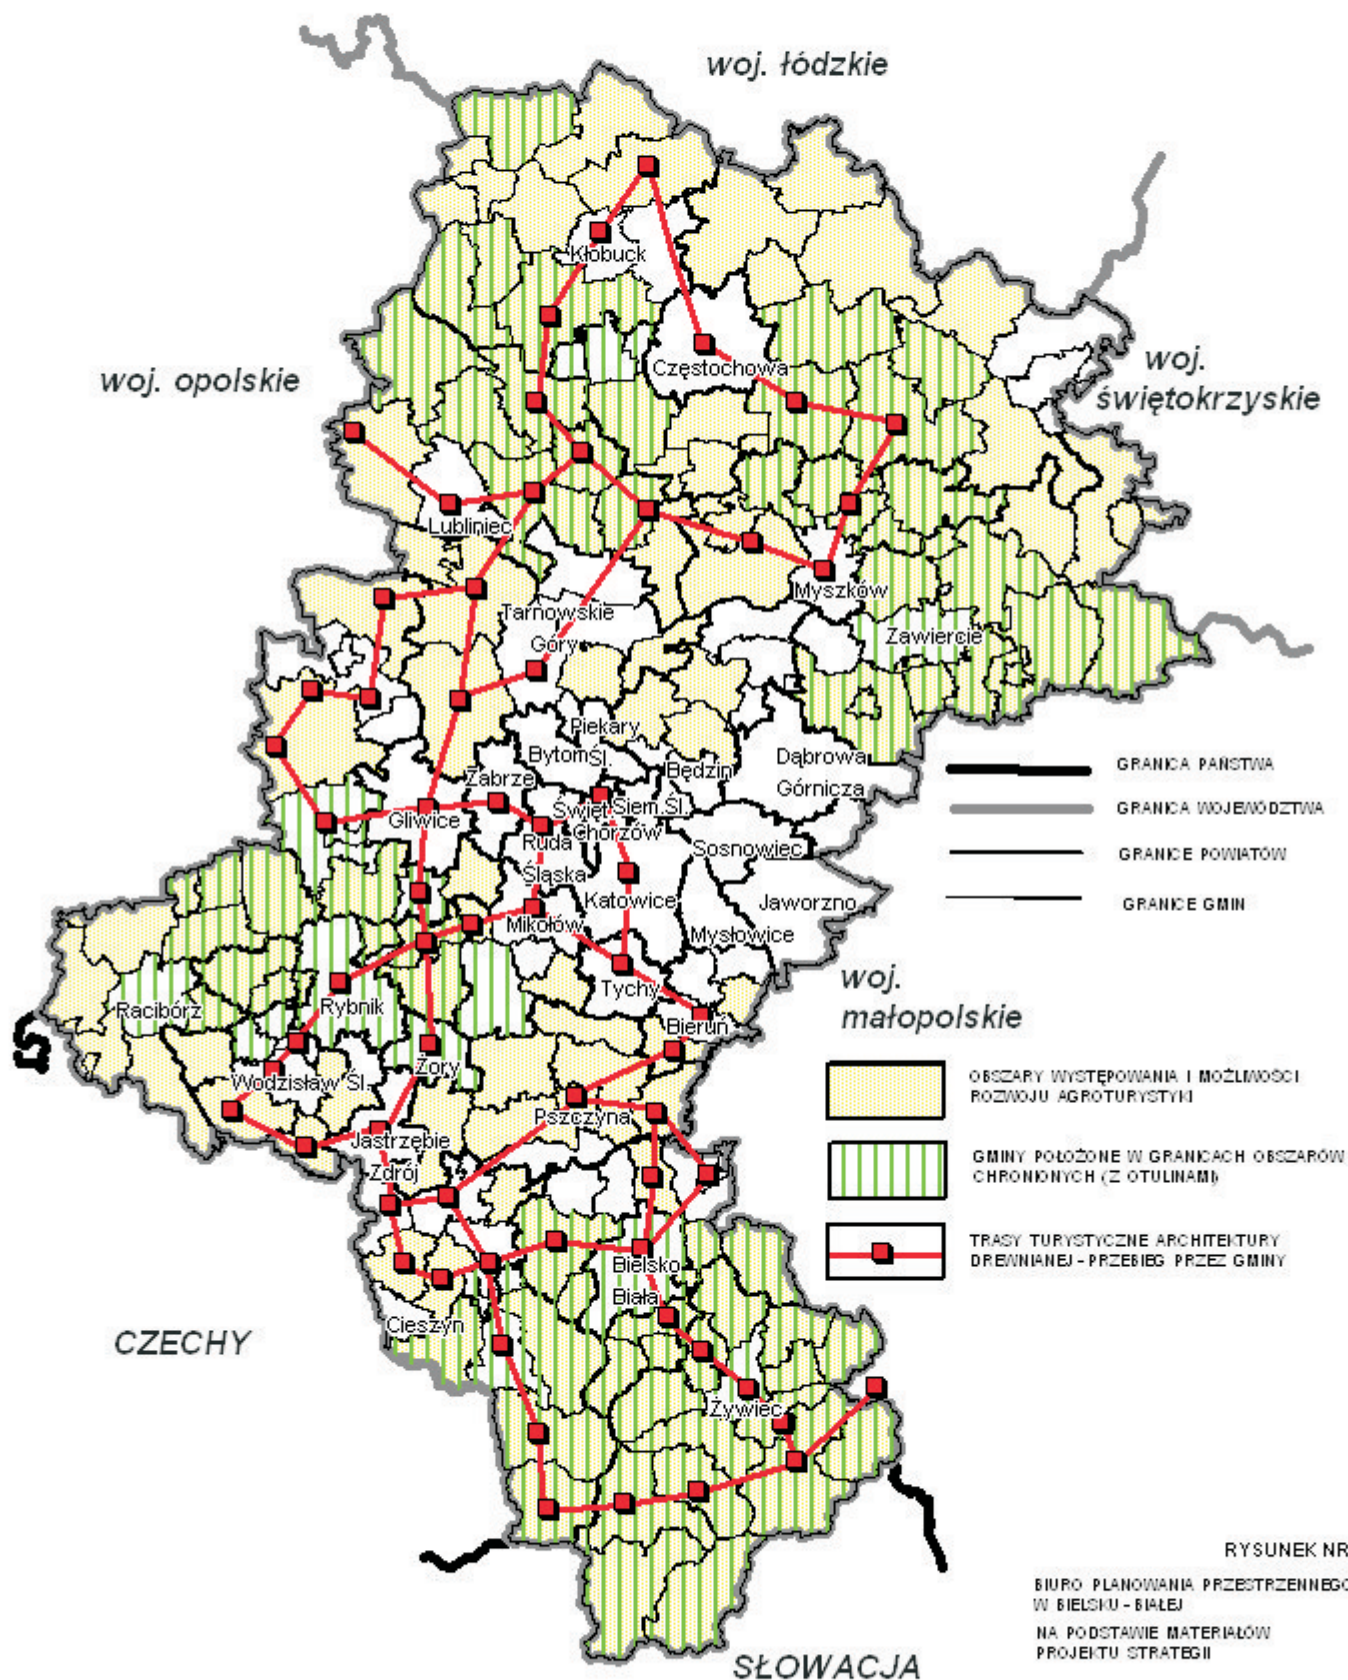 woj. łódzkie
Kłobuck
Częstochowa
woj. opolskie
woj.
świętokrzyskie
Lubliniec
Myszków
Tarnowskie
Góry
Zawiercie
Piekary
Śl.
Bytom
Zabrze
Będzin
Dąbrowa
Górnicza
GRANICA PAŃSTWA
GRANICA WOJEWÓDZTWA
GRANICE POWIATÓW
GRANICE GMIN
Gliwice
Święt.
Siem.Śl.
Chorzów
Ruda
Śląska
Sosnowiec
Katowice
Jaworzno
Mikołów
Mysłowice
Tychy
woj.
małopolskie
Racibórz
Rybnik
Bieruń
Wodzisław Śl.
Żory
Pszczyna
Jastrzębie
Zdrój
OBSZARY WYSTĘPOWANIA I MOŻLIWOŚCI
ROZWOJU AGROTURYSTYKI
GMINY POŁOŻONE W GRANICACH OBSZARÓW
CHRONIONYCH (Z OTULINAMI)
TRASY TURYSTYCZNE ARCHITEKTURY
DREWNIANEJ - PRZEBIEG PRZEZ GMINY
Bielsko
Biała
Cieszyn
CZECHY
Żywiec
RYSUNEK NR
BIURO PLANOWANIA PRZESTRZENNEGO
W BIELSKU - BIAŁEJ
NA PODSTAWIE MATERIAŁÓW
PROJEKTU STRATEGII
SŁOWACJA